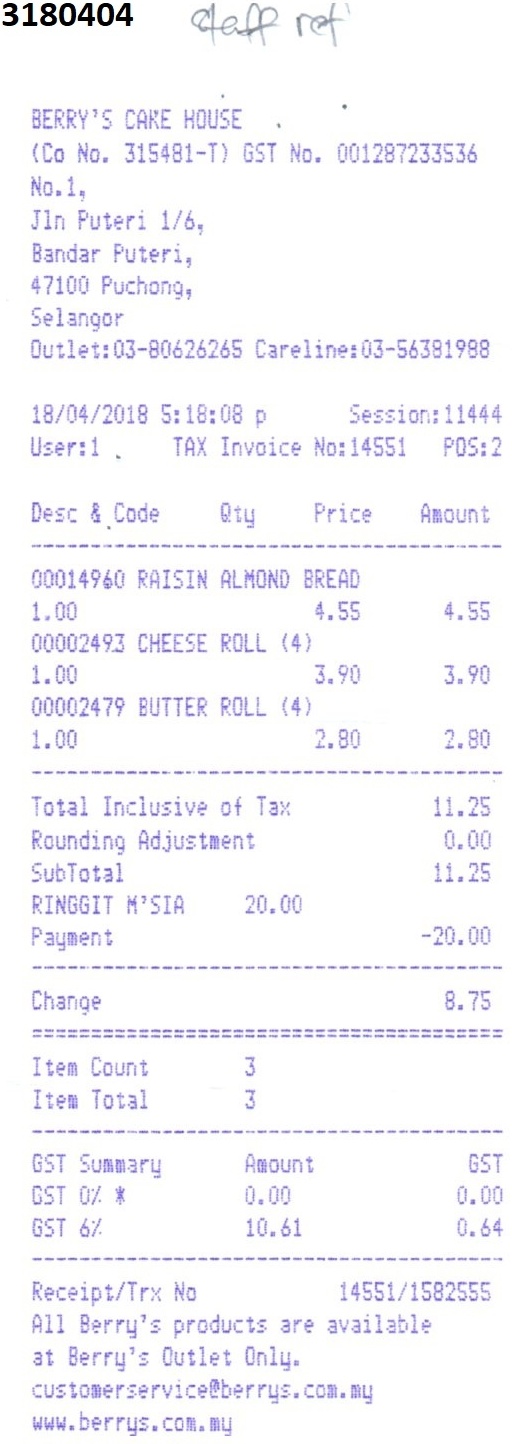 3180404
staff ref
BERRY'S CAKE HOUSE
(Co No. 315481-T) GST No. 001287233536
No.1,
Jln Puteri 1/6,
Bandar Puteri,
47100 Puchong,
Selangor
Outlet:03-80626265 Careline:03-56381988
18/04/2018 5:18:08 p Session:11444
User:1 TAX Invoice No:14551 POS:2
Desc & Code Qty Price Amount
00014960 RAISIN ALMOND BREAD
1.00 4.55 4.55
00002493 CHEESE ROLL (4)
1.00 3.90 3.90
00002479 BUTTER ROLL (4)
1.00 2.80 2.80
Total Inclusive of Tax 11.25
Rounding Adjustment 0.00
SubTotal 11.25
RINGGIT M'SIA 20.00
Payment -20.00
Change 8.75
Item Count 3
Item Total 3
GST Summary Amount GST
GST 0% * 0.00 0.00
GST 6% 10.61 0.64
Receipt/Trx No 14551/1582555
All Berry's products are available
at Berry's Outlet Only.
customerservice@berrys.com.my
www.berrys.com.my